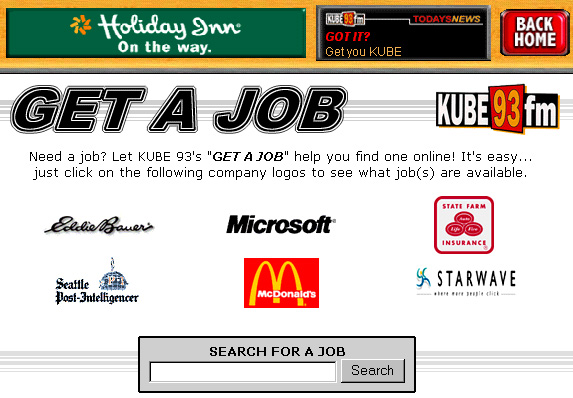 Holiday Inn
On the way.
KUBE 93 FM
TODAYSNEWS
GOT IT?
Get you KUBE
BACK
HOME
GET A JOB
KUBE 93 fm
Need a job? Let KUBE 93's "GET A JOB" help you find one online! It's easy...
just click on the following company logos to see what job(s) are available.
Eddie Bauer
Microsoft
STATE FARM
Auto
Life Fire
INSURANCE
Seattle
Post-Intelligencer
McDonald's
STARWAVE
where more people click
SEARCH FOR A JOB
Search